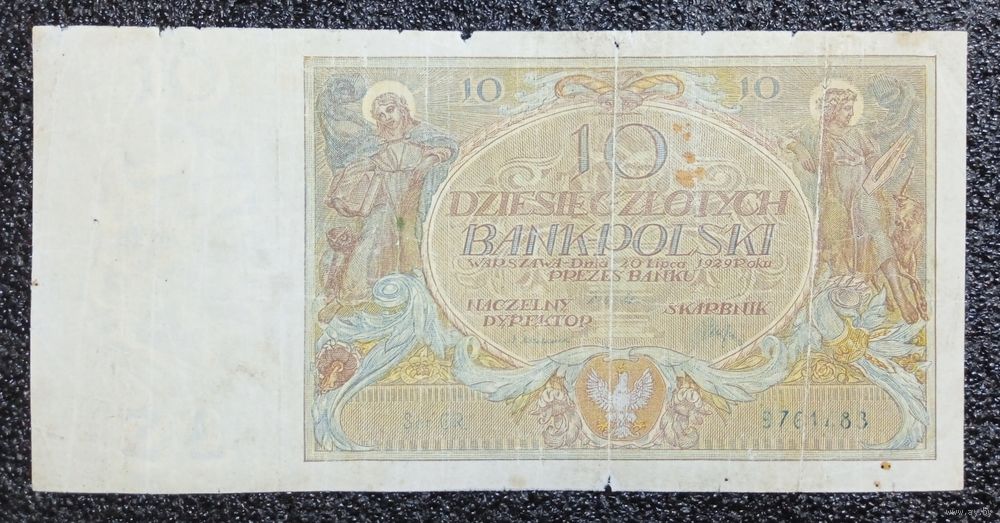 10
10
10
DZIESIĘĆ ZŁOTYCH
BANK POLSKI
WARSZAWA-Dnia 20 Lipca 1929 Roku
PREZES BANKU
NACZELNY
DYREKTOR
SKARBNIK